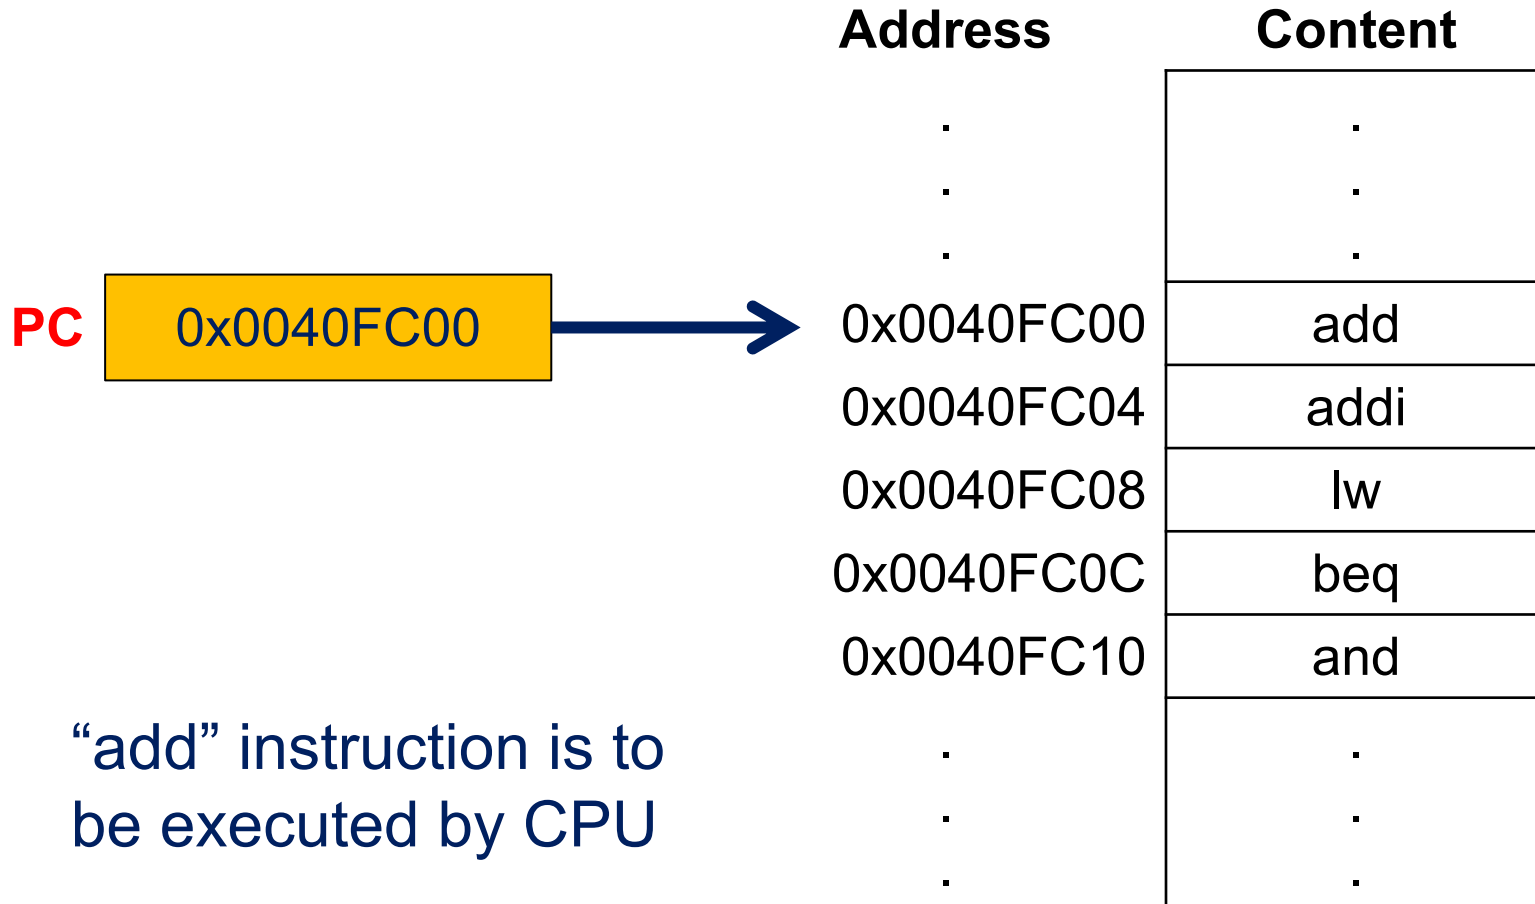 Address Content
. .
. .
. .
PC 0x0040FC00 0x0040FC00 add
0x0040FC04 addi
0x0040FC08 lw
0x0040FC0C beq
0x0040FC10 and
“add” instruction is to
be executed by CPU
. .
. .
. .